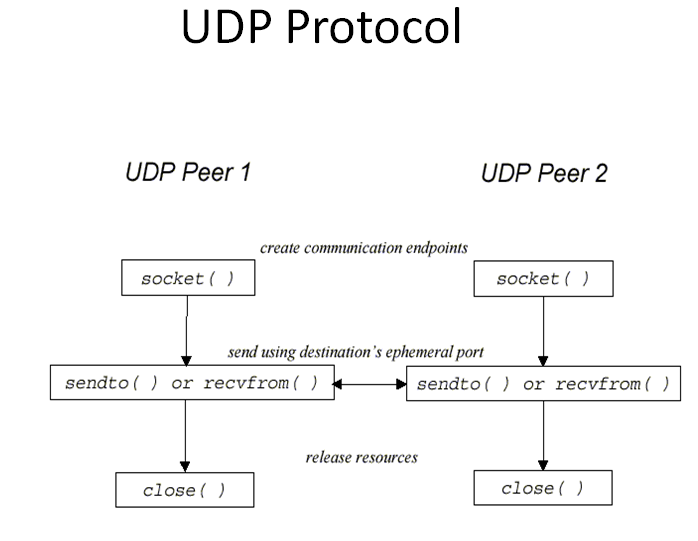 UDP Protocol
UDP Peer 1
UDP Peer 2
create communication endpoints
socket( )
socket( )
send using destination's ephemeral port
sendto( ) or recvfrom( )
sendto( ) or recvfrom( )
release resources
close( )
close( )